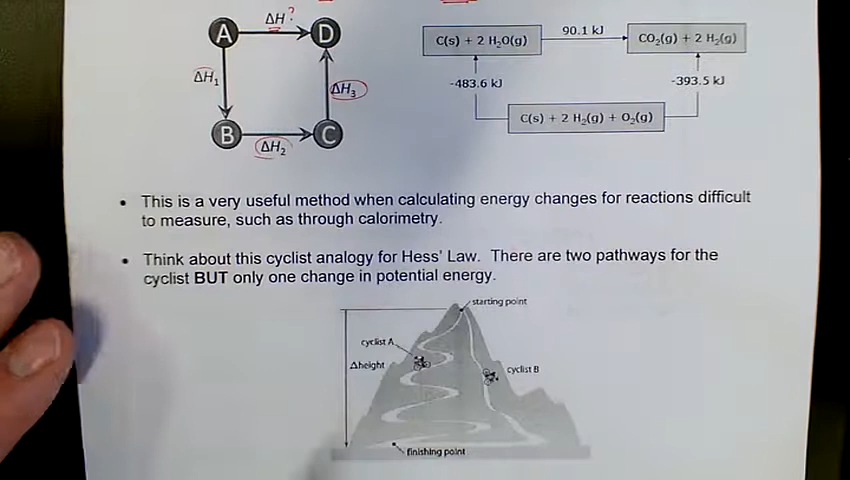 ΔH?
A
D
ΔH₁
ΔH₃
B
C
ΔH₂
C(s) + 2 H₂O(g)
90.1 kJ
CO₂(g) + 2 H₂(g)
-483.6 kJ
-393.5 kJ
C(s) + 2 H₂(g) + O₂(g)
• This is a very useful method when calculating energy changes for reactions difficult
to measure, such as through calorimetry.
• Think about this cyclist analogy for Hess' Law. There are two pathways for the
cyclist BUT only one change in potential energy.
starting point
cyclist A
Δheight
cyclist B
finishing point